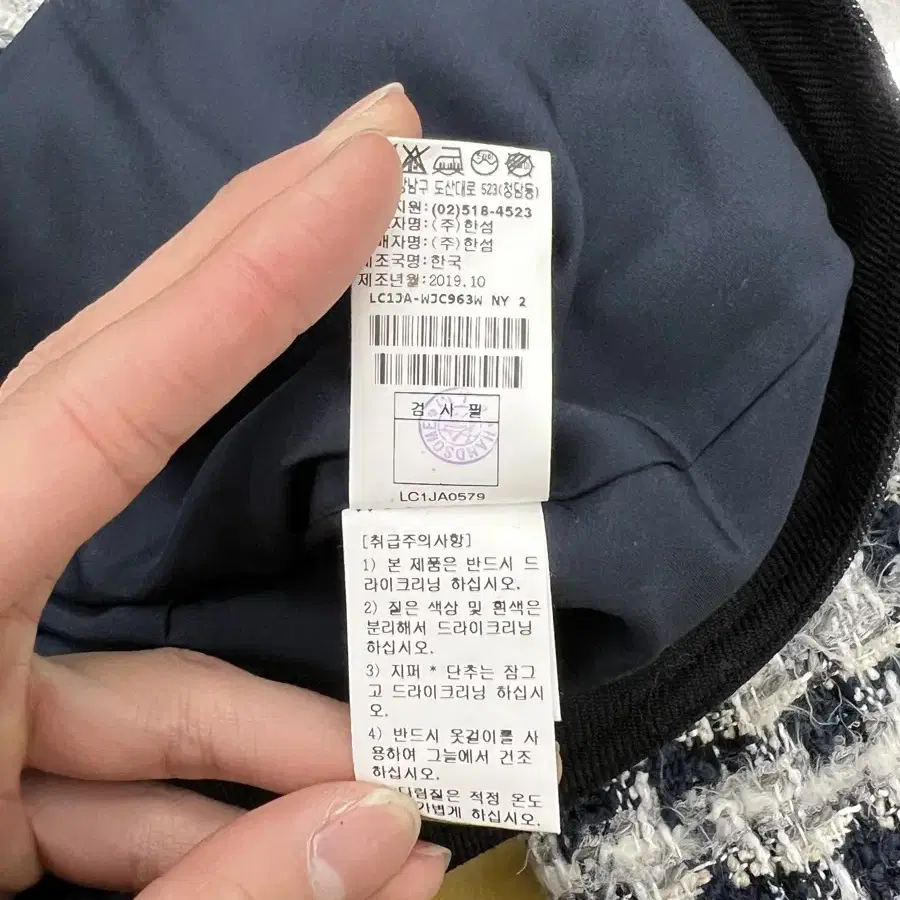 남구 도산대로 523(청담동)
지원:(02)518-4523
자명:(주)한섬
매자명:(주)한섬
제조국명:한국
제조년월:2019.10
LC1JA-WJC963W NY 2
검 사 필
HANDSOME
LC1JA0579
[취급주의사항]
1) 본 제품은 반드시 드
라이크리닝 하십시오.
2) 짙은 색상 및 흰색은
분리해서 드라이크리닝
하십시오.
3) 지퍼 * 단추는 잠그
고 드라이크리닝 하십시
오.
4) 반드시 옷걸이를 사
용하여 그늘에서 건조
하십시오.
다림질은 적정 온도
가볍게 하십시오.